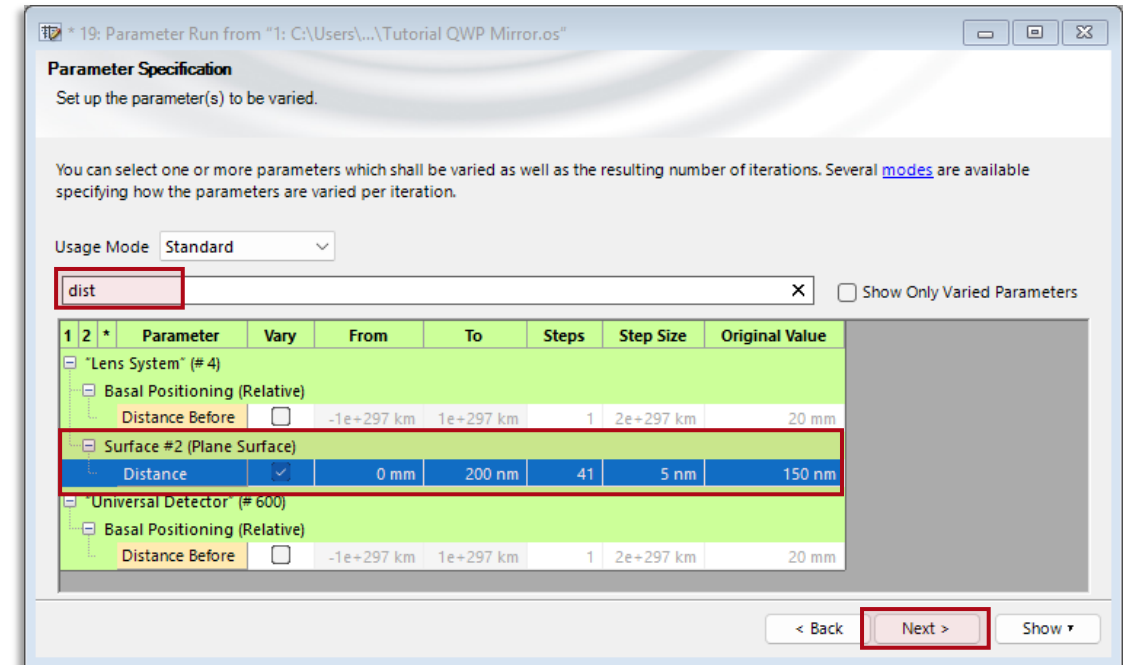 * 19: Parameter Run from "1: C:\Users\...\Tutorial QWP Mirror.os"
Parameter Specification
Set up the parameter(s) to be varied.
You can select one or more parameters which shall be varied as well as the resulting number of iterations. Several modes are available
specifying how the parameters are varied per iteration.
Usage Mode Standard
dist Show Only Varied Parameters
1 2 * Parameter Vary From To Steps Step Size Original Value
"Lens System" (# 4)
Basal Positioning (Relative)
Distance Before -1e+297 km 1e+297 km 1 2e+297 km 20 mm
Surface #2 (Plane Surface)
Distance 0 mm 200 nm 41 5 nm 150 nm
"Universal Detector" (# 600)
Basal Positioning (Relative)
Distance Before -1e+297 km 1e+297 km 1 2e+297 km 20 mm
< Back Next > Show